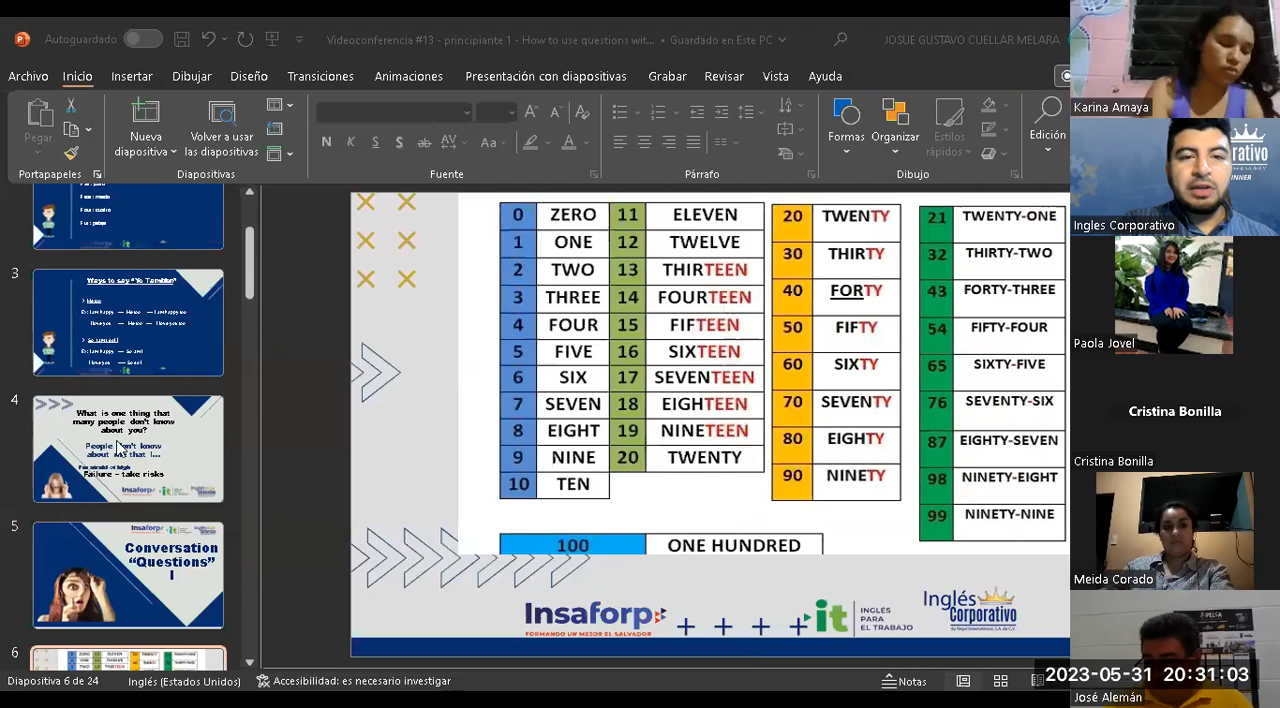 Autoguardado
Videoconferencia #13 - principiante 1 - How to use questions wit... • Guardado en Este PC
JOSUE GUSTAVO CUELLAR MELARA
Archivo Inicio Insertar Dibujar Diseño Transiciones Animaciones Presentación con diapositivas Grabar Revisar Vista Ayuda
Pegar
Nueva diapositiva
Volver a usar las diapositivas
Formas
Organizar
Estilos rápidos
Edición
N K S S ab AV Aa A
Portapapeles Diapositivas Fuente Párrafo Dibujo
3
Ways to say "Yo También"
4
What is one thing that
many people don't know
about you?
People don't know
about my that I...
Failure - take risks
5
Conversation
"Questions"
I
6
0 ZERO 11 ELEVEN 20 TWENTY 21 TWENTY-ONE
1 ONE 12 TWELVE 30 THIRTY 32 THIRTY-TWO
2 TWO 13 THIRTEEN 40 FORTY 43 FORTY-THREE
3 THREE 14 FOURTEEN 50 FIFTY 54 FIFTY-FOUR
4 FOUR 15 FIFTEEN 60 SIXTY 65 SIXTY-FIVE
5 FIVE 16 SIXTEEN 70 SEVENTY 76 SEVENTY-SIX
6 SIX 17 SEVENTEEN 80 EIGHTY 87 EIGHTY-SEVEN
7 SEVEN 18 EIGHTEEN 90 NINETY 98 NINETY-EIGHT
8 EIGHT 19 NINETEEN 99 NINETY-NINE
9 NINE 20 TWENTY
10 TEN
100 ONE HUNDRED
Insaforp
FORMANDO UN MEJOR EL SALVADOR
it INGLÉS PARA EL TRABAJO
Inglés Corporativo
Diapositiva 6 de 24 Inglés (Estados Unidos) Accesibilidad: es necesario investigar Notas
Karina Amaya
Ingles Corporativo
Paola Jovel
Cristina Bonilla
Cristina Bonilla
Meida Corado
2023-05-31 20:31:03
José Alemán